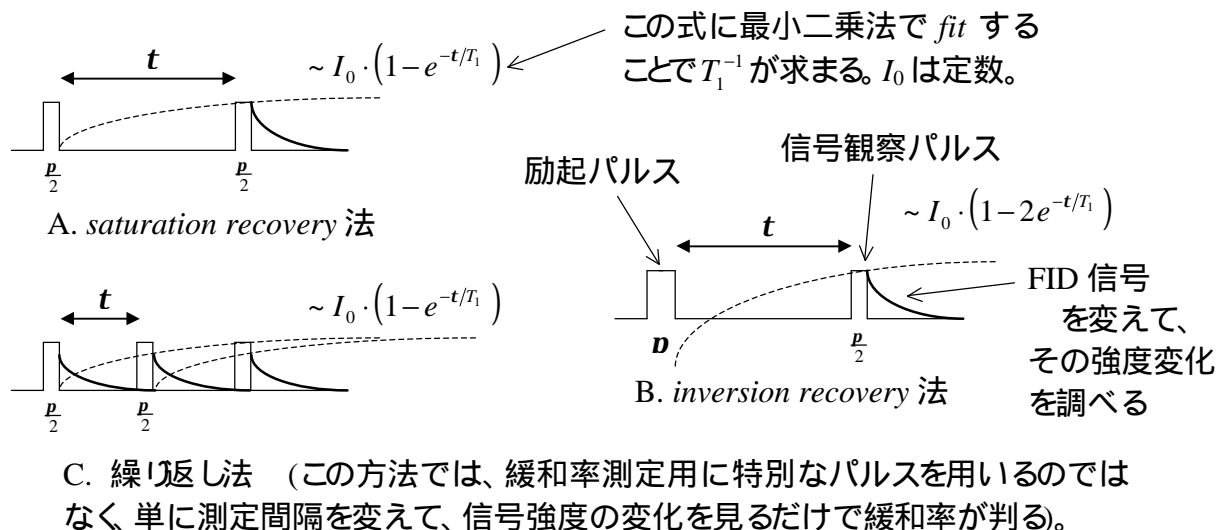 この式に最小二乗法で fit する
ことで T₁⁻¹ が求まる。I₀ は定数。
t
~ I₀ · (1 − e^{−t/T₁})
p/2
p/2
A. saturation recovery 法
励起パルス
信号観察パルス
t
~ I₀ · (1 − 2e^{−t/T₁})
p
p/2
FID 信号
を変えて、
その強度変化
を調べる
B. inversion recovery 法
t
~ I₀ · (1 − e^{−t/T₁})
p/2
p/2
C. 繰り返し法 (この方法では、緩和率測定用に特別なパルスを用いるのでは
なく、単に測定間隔を変えて、信号強度の変化を見るだけで緩和率が判る)。